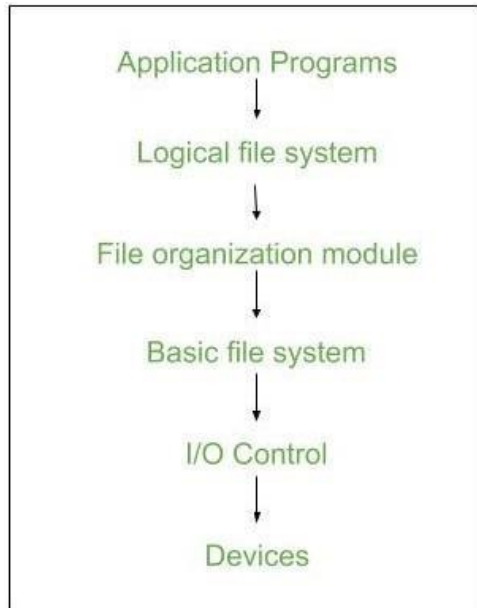 Application Programs
Logical file system
File organization module
Basic file system
I/O Control
Devices